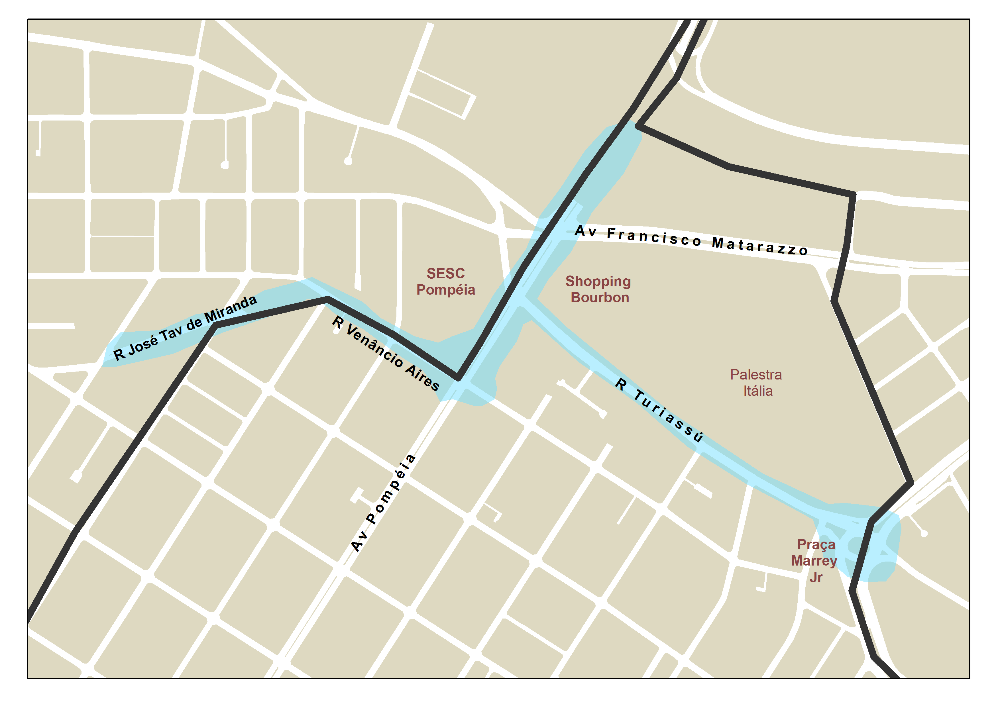 Av Francisco Matarazzo
SESC
Pompéia
Shopping
Bourbon
R José Tav de Miranda
R Venâncio Aires
Palestra
Itália
R Turiassú
Av Pompéia
Praça
Marrey
Jr